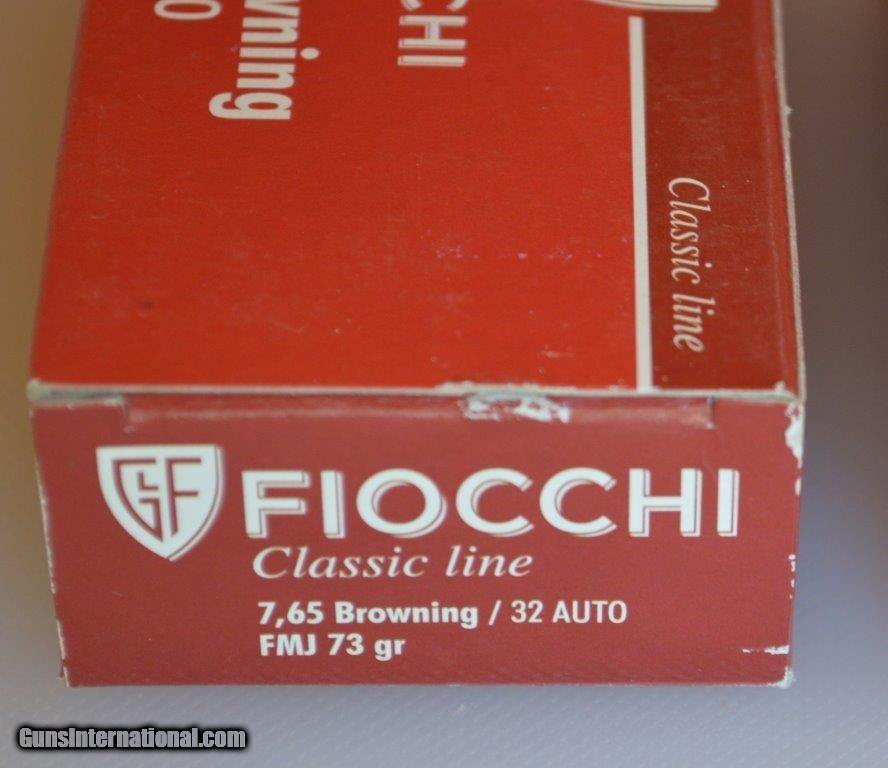 wning
CHI
Classic line
GF FIOCCHI
Classic line
7,65 Browning / 32 AUTO
FMJ 73 gr
GunsInternational.com